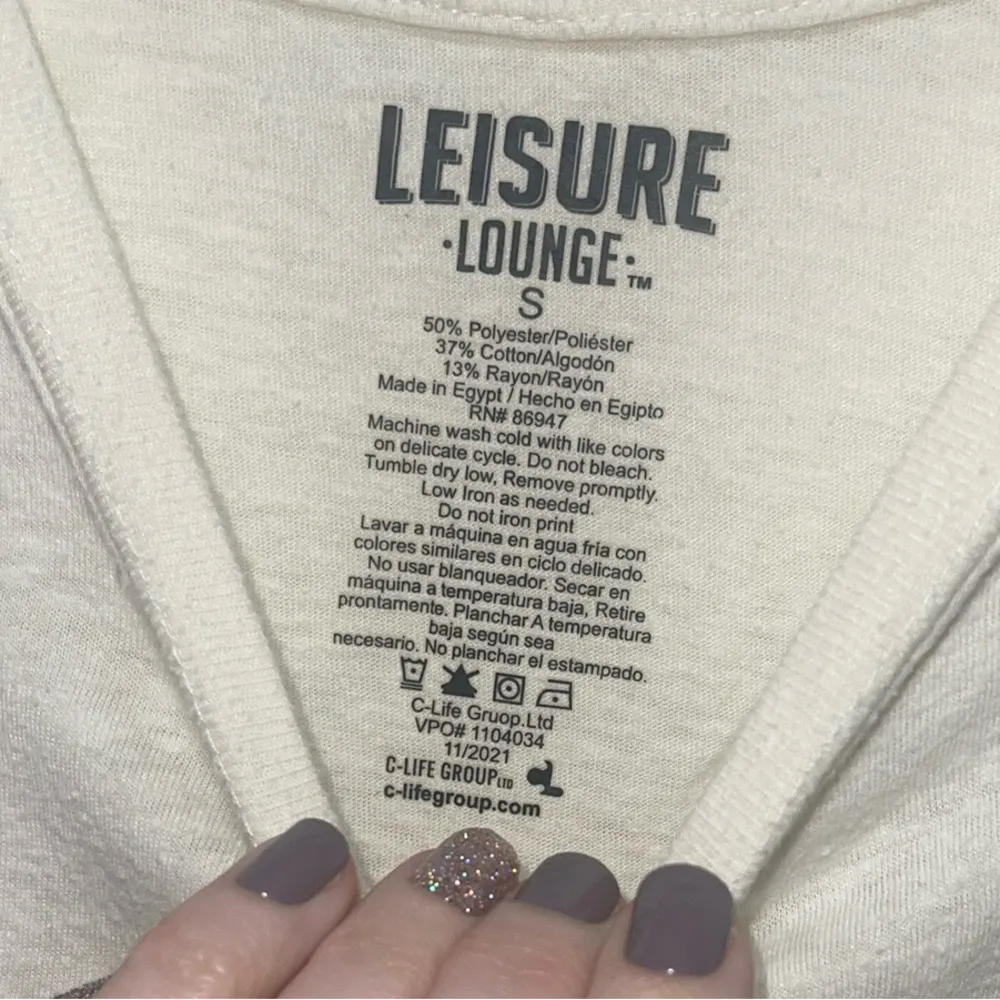 LEISURE
·LOUNGE·™
S
50% Polyester/Poliéster
37% Cotton/Algodón
13% Rayon/Rayón
Made in Egypt / Hecho en Egipto
RN# 86947
Machine wash cold with like colors
on delicate cycle. Do not bleach.
Tumble dry low, Remove promptly.
Low Iron as needed.
Do not iron print
Lavar a máquina en agua fria con
colores similares en ciclo delicado.
No usar blanqueador. Secar en
máquina a temperatura baja, Retire
prontamente. Planchar A temperatura
baja según sea
necesario. No planchar el estampado.
C-Life Gruop.Ltd
VPO# 1104034
11/2021
C-LIFE GROUP LTD
c-lifegroup.com